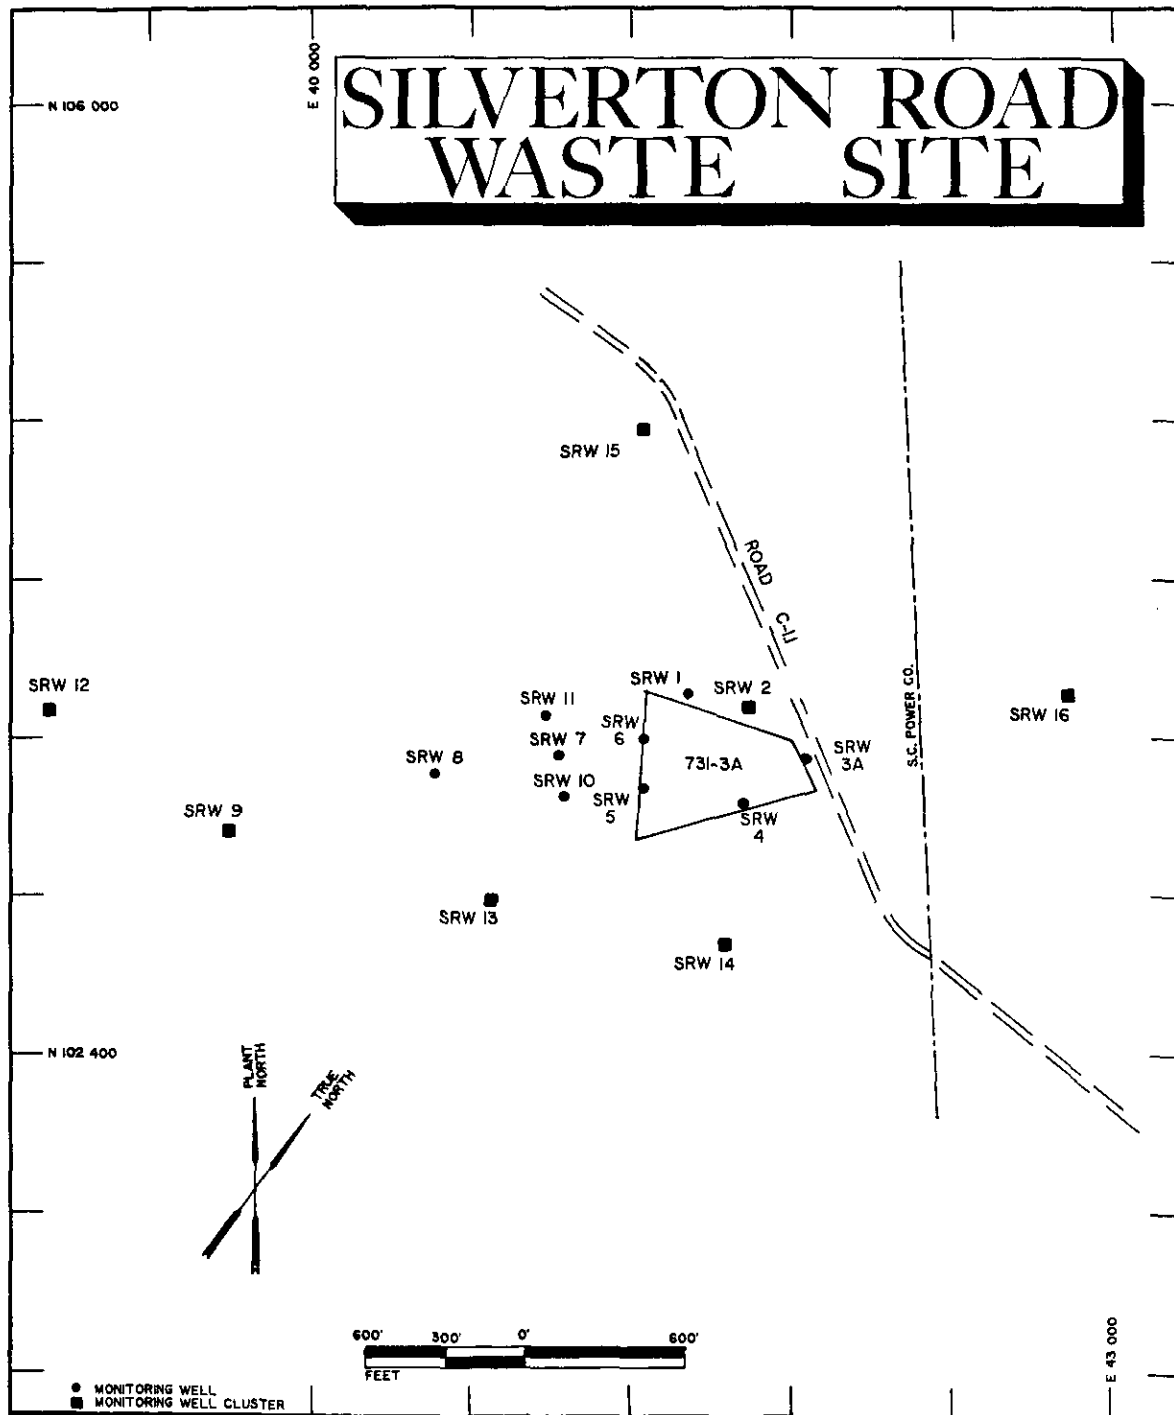 E 40 000
N 106 000
SILVERTON ROAD
WASTE SITE
SRW 15
ROAD C-1.1
S.C. POWER CO.
SRW 12
SRW 1
SRW 2
SRW 16
SRW 11
SRW
6
SRW 7
731-3A
SRW
3A
SRW 8
SRW 10
SRW
5
SRW 9
SRW
4
SRW 13
SRW 14
N 102 400
PLANT
NORTH
TRUE
NORTH
600' 300' 0' 600'
FEET
E 43 000
MONITORING WELL
MONITORING WELL CLUSTER